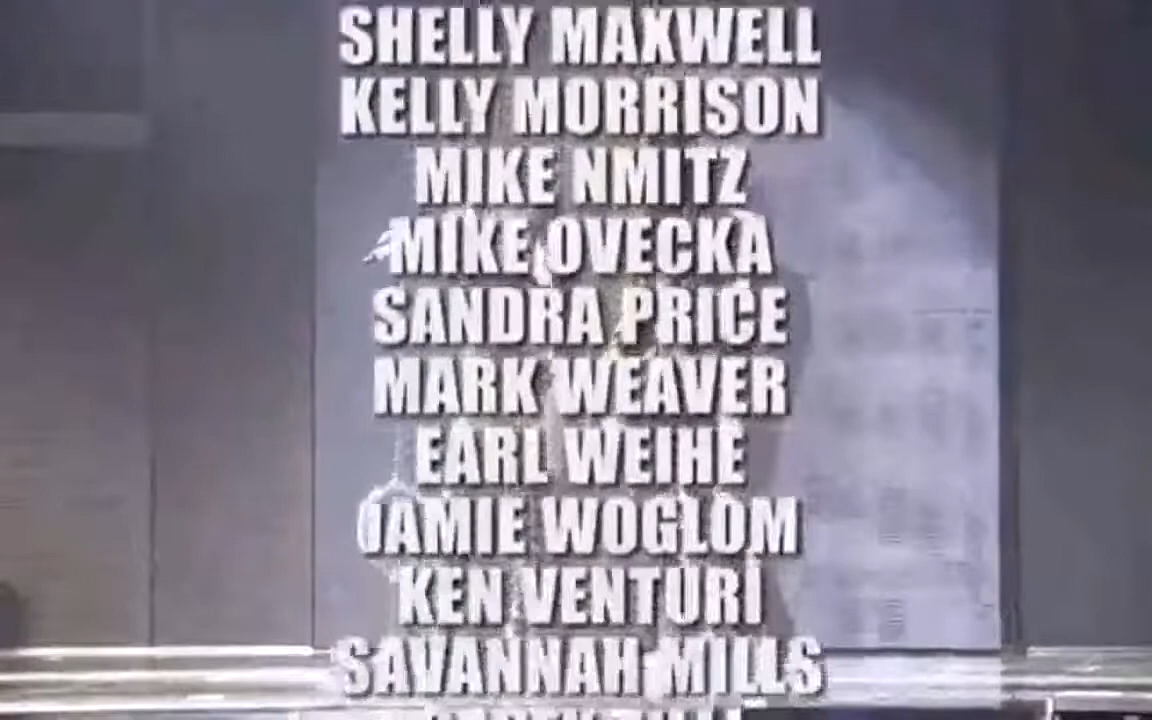 SHELLY MAXWELL
KELLY MORRISON
MIKE NMITZ
MIKE OVECKA
SANDRA PRICE
MARK WEAVER
EARL WEIHE
JAMIE WOGLOM
KEN VENTURI
SAVANNAH MILLS